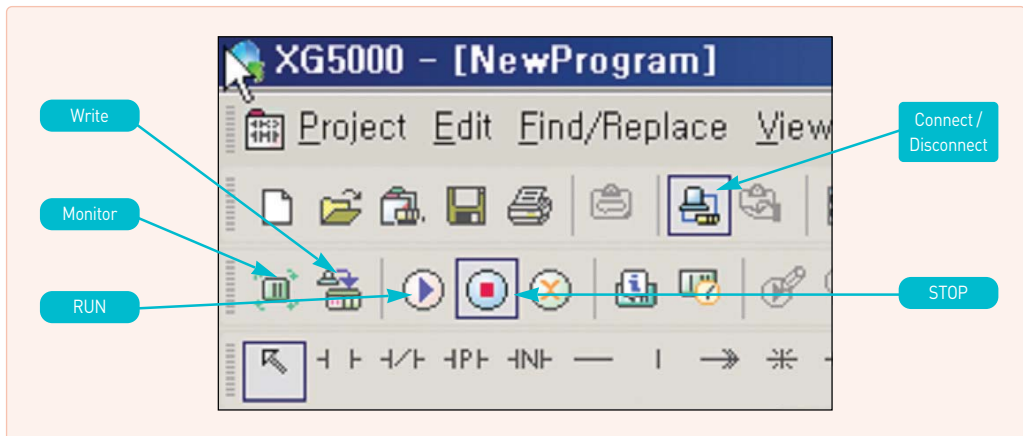 XG5000 - [NewProgram]
Write
Project Edit Find/Replace View
Connect /
Disconnect
Monitor
RUN
STOP
P N